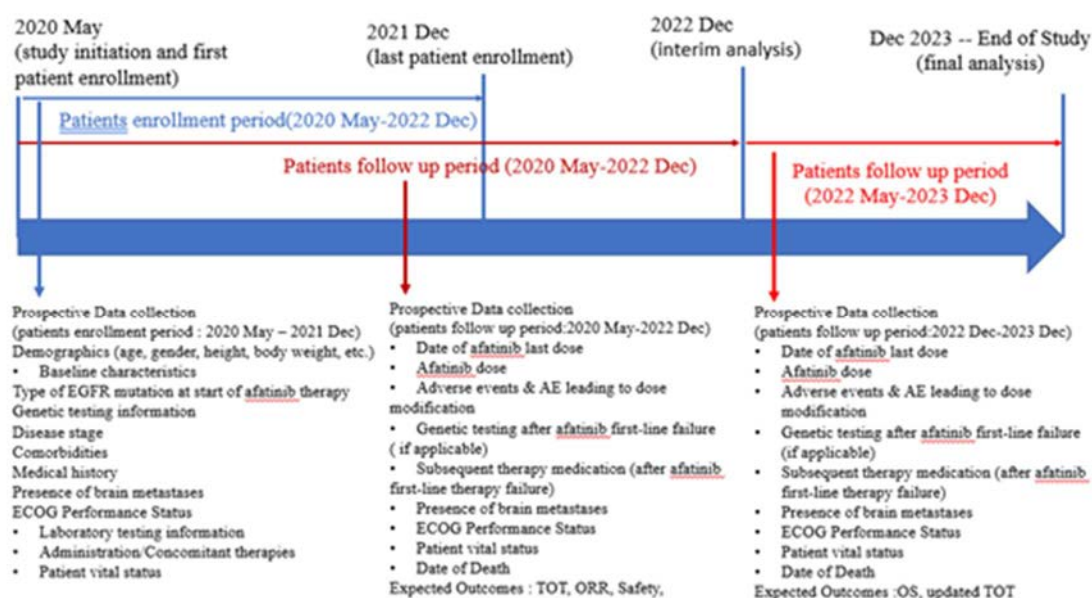 2020 May
(study initiation and first
patient enrollment)
2021 Dec
(last patient enrollment)
2022 Dec
(interim analysis)
Dec 2023 -- End of Study
(final analysis)
Patients enrollment period(2020 May-2022 Dec)
Patients follow up period (2020 May-2022 Dec)
Patients follow up period
(2022 May-2023 Dec)
Prospective Data collection
(patients enrollment period : 2020 May – 2021 Dec)
Demographics (age, gender, height, body weight, etc.)
• Baseline characteristics
Type of EGFR mutation at start of afatinib therapy
Genetic testing information
Disease stage
Comorbidities
Medical history
Presence of brain metastases
ECOG Performance Status
• Laboratory testing information
• Administration/Concomitant therapies
• Patient vital status
Prospective Data collection
(patients follow up period:2020 May-2022 Dec)
• Date of afatinib last dose
• Afatinib dose
• Adverse events & AE leading to dose
modification
• Genetic testing after afatinib first-line failure
( if applicable)
• Subsequent therapy medication (after afatinib
first-line therapy failure)
• Presence of brain metastases
• ECOG Performance Status
• Patient vital status
• Date of Death
Expected Outcomes : TOT, ORR, Safety,
Prospective Data collection
(patients follow up period:2022 Dec-2023 Dec)
• Date of afatinib last dose
• Afatinib dose
• Adverse events & AE leading to dose
modification
• Genetic testing after afatinib first-line failure
(if applicable)
• Subsequent therapy medication (after afatinib
first-line therapy failure)
• Presence of brain metastases
• ECOG Performance Status
• Patient vital status
• Date of Death
Expected Outcomes :OS, updated TOT